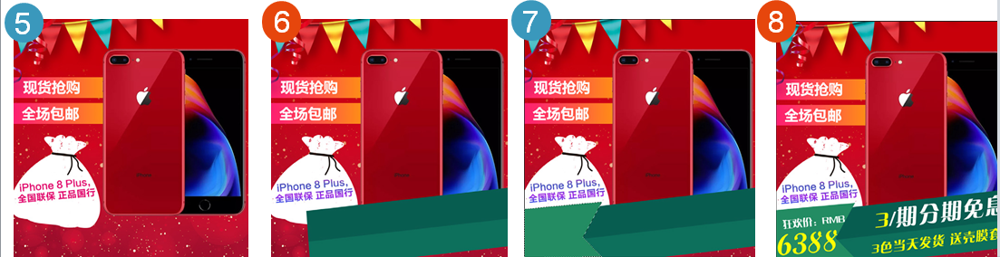 5
现货抢购
全场包邮
iPhone 8 Plus,
全国联保 正品国行
6
现货抢购
全场包邮
iPhone 8 Plus,
全国联保 正品国行
7
现货抢购
全场包邮
iPhone 8 Plus,
全国联保 正品国行
8
现货抢购
全场包邮
iPhone 8 Plus,
全国联保 正品国行
狂欢价：RMB
6388
3/期分期免息
3色当天发货 送壳膜套